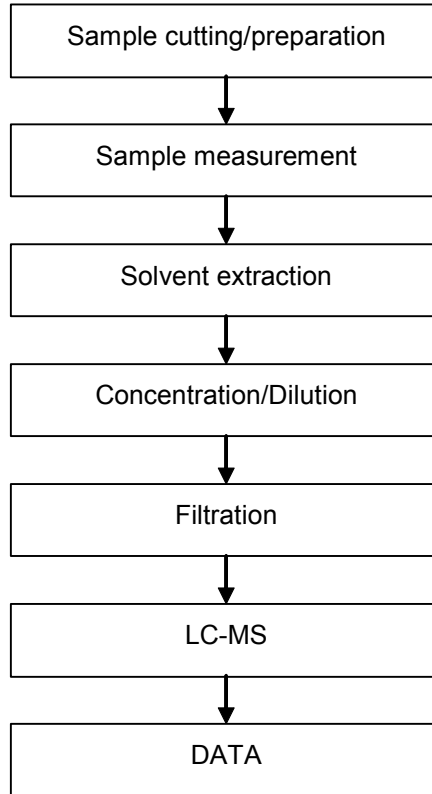 Sample cutting/preparation
Sample measurement
Solvent extraction
Concentration/Dilution
Filtration
LC-MS
DATA